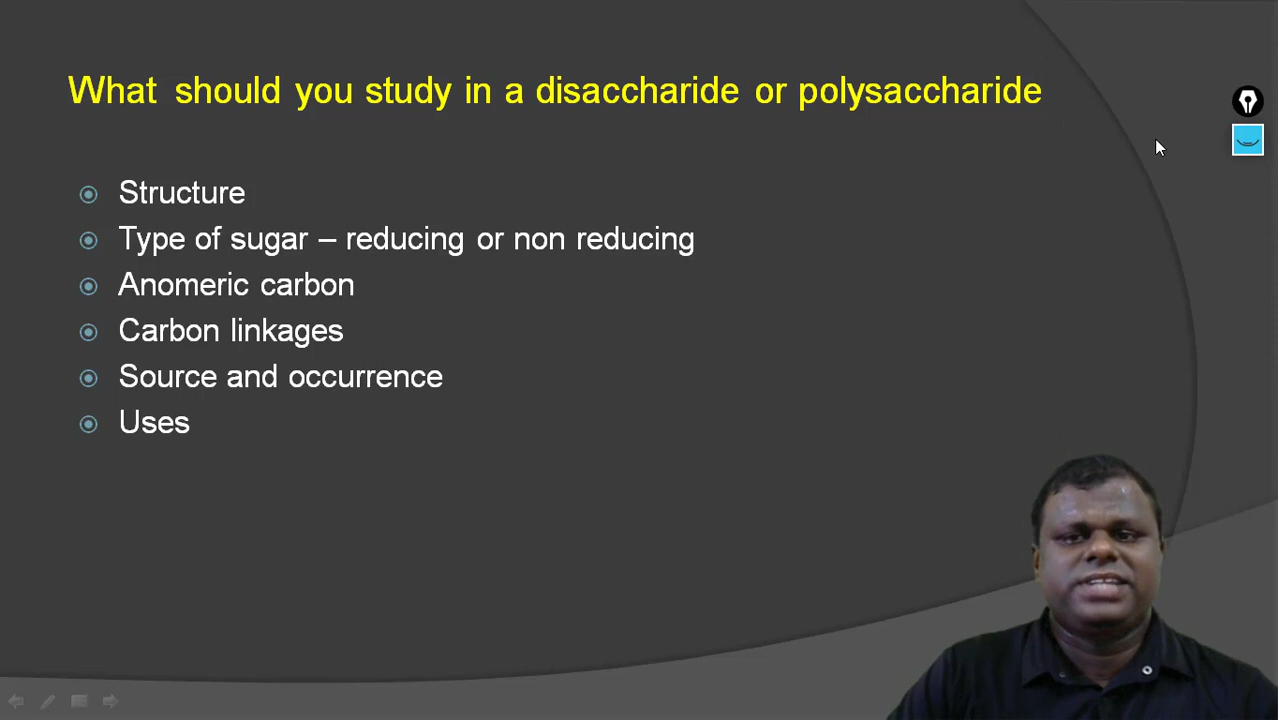 What should you study in a disaccharide or polysaccharide
Structure
Type of sugar – reducing or non reducing
Anomeric carbon
Carbon linkages
Source and occurrence
Uses